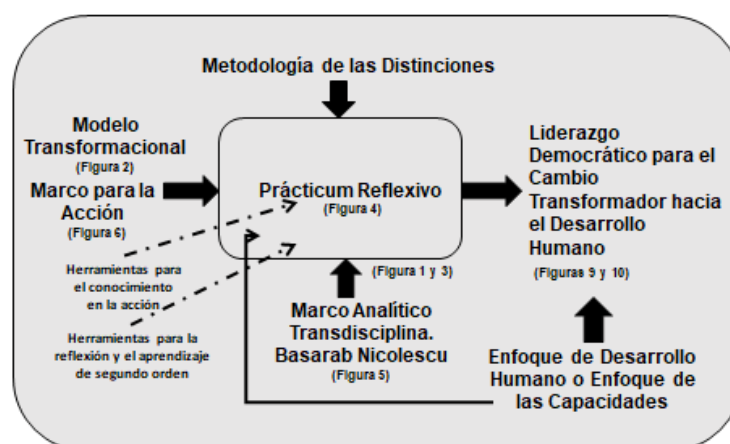 Metodología de las Distinciones
Modelo
Transformacional
(Figura 2)
Marco para la
Acción
(Figura 6)
Herramientas para
el conocimiento
en la acción
Herramientas para la
reflexión y el aprendizaje
de segundo orden
Prácticum Reflexivo
(Figura 4)
(Figura 1 y 3)
Marco Analítico
Transdisciplina.
Basarab Nicolescu
(Figura 5)
Liderazgo
Democrático para el
Cambio
Transformador hacia
el Desarrollo
Humano
(Figuras 9 y 10)
Enfoque de Desarrollo
Humano o Enfoque de
las Capacidades